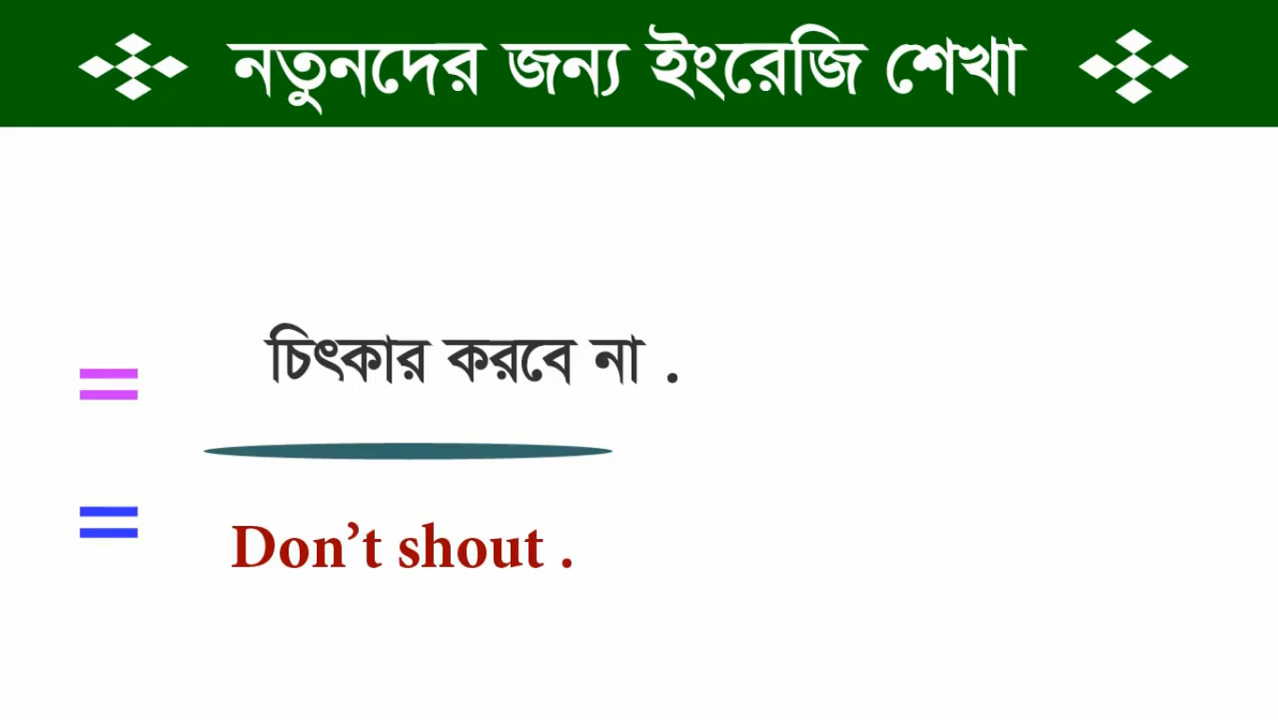 নতুনদের জন্য ইংরেজি শেখা
= চিৎকার করবে না .
= Don’t shout .